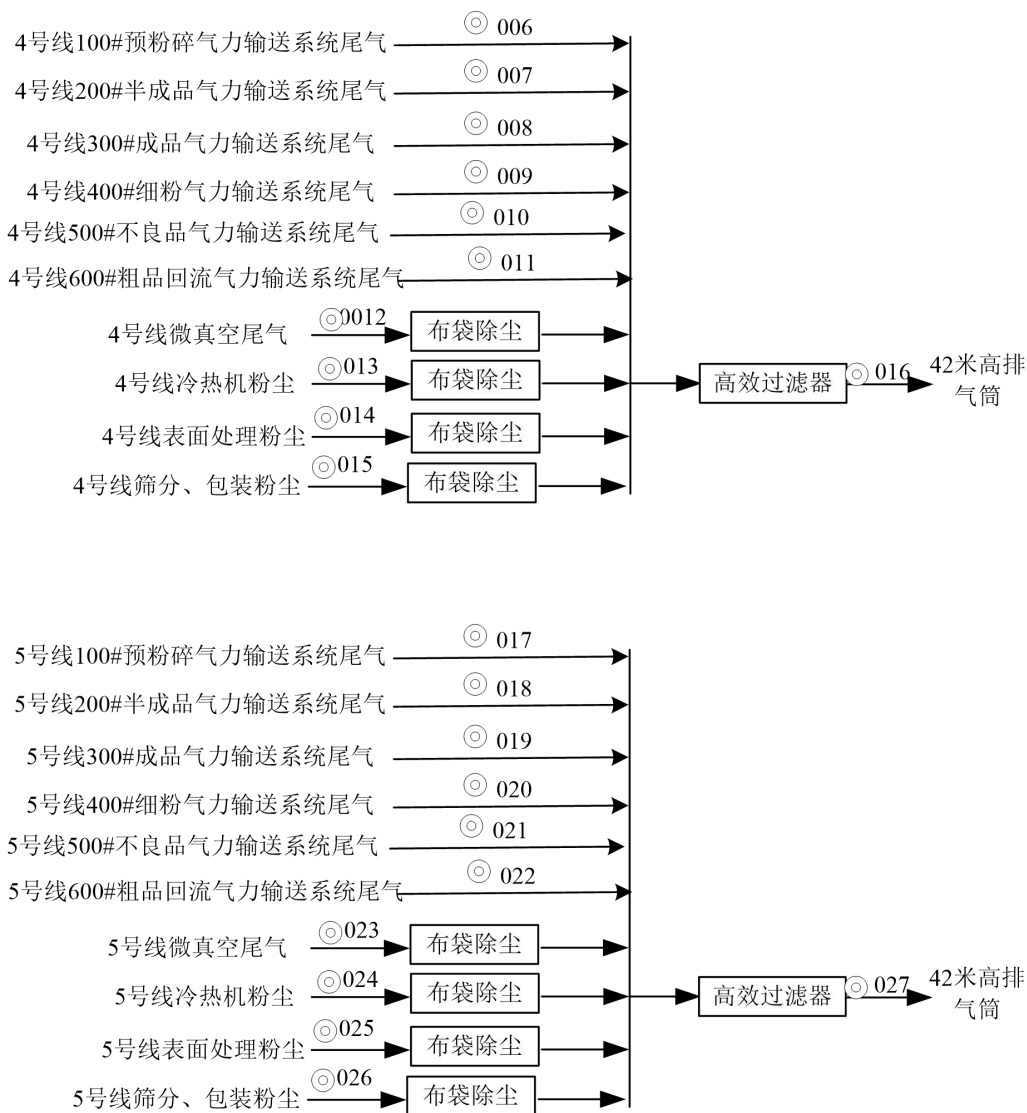 ◎ 006
4号线100#预粉碎气力输送系统尾气
◎ 007
4号线200#半成品气力输送系统尾气
◎ 008
4号线300#成品气力输送系统尾气
◎ 009
4号线400#细粉气力输送系统尾气
◎ 010
4号线500#不良品气力输送系统尾气
◎ 011
4号线600#粗品回流气力输送系统尾气
◎0012
4号线微真空尾气 布袋除尘
◎013
4号线冷热机粉尘 布袋除尘 高效过滤器 ◎ 016 42米高排
气筒
◎014
4号线表面处理粉尘 布袋除尘
◎015
4号线筛分、包装粉尘 布袋除尘
◎ 017
5号线100#预粉碎气力输送系统尾气
◎ 018
5号线200#半成品气力输送系统尾气
◎ 019
5号线300#成品气力输送系统尾气
◎ 020
5号线400#细粉气力输送系统尾气
◎ 021
5号线500#不良品气力输送系统尾气
◎ 022
5号线600#粗品回流气力输送系统尾气
◎023
5号线微真空尾气 布袋除尘
◎024
5号线冷热机粉尘 布袋除尘 高效过滤器 ◎ 027 42米高排
气筒
◎025
5号线表面处理粉尘 布袋除尘
◎026
5号线筛分、包装粉尘 布袋除尘